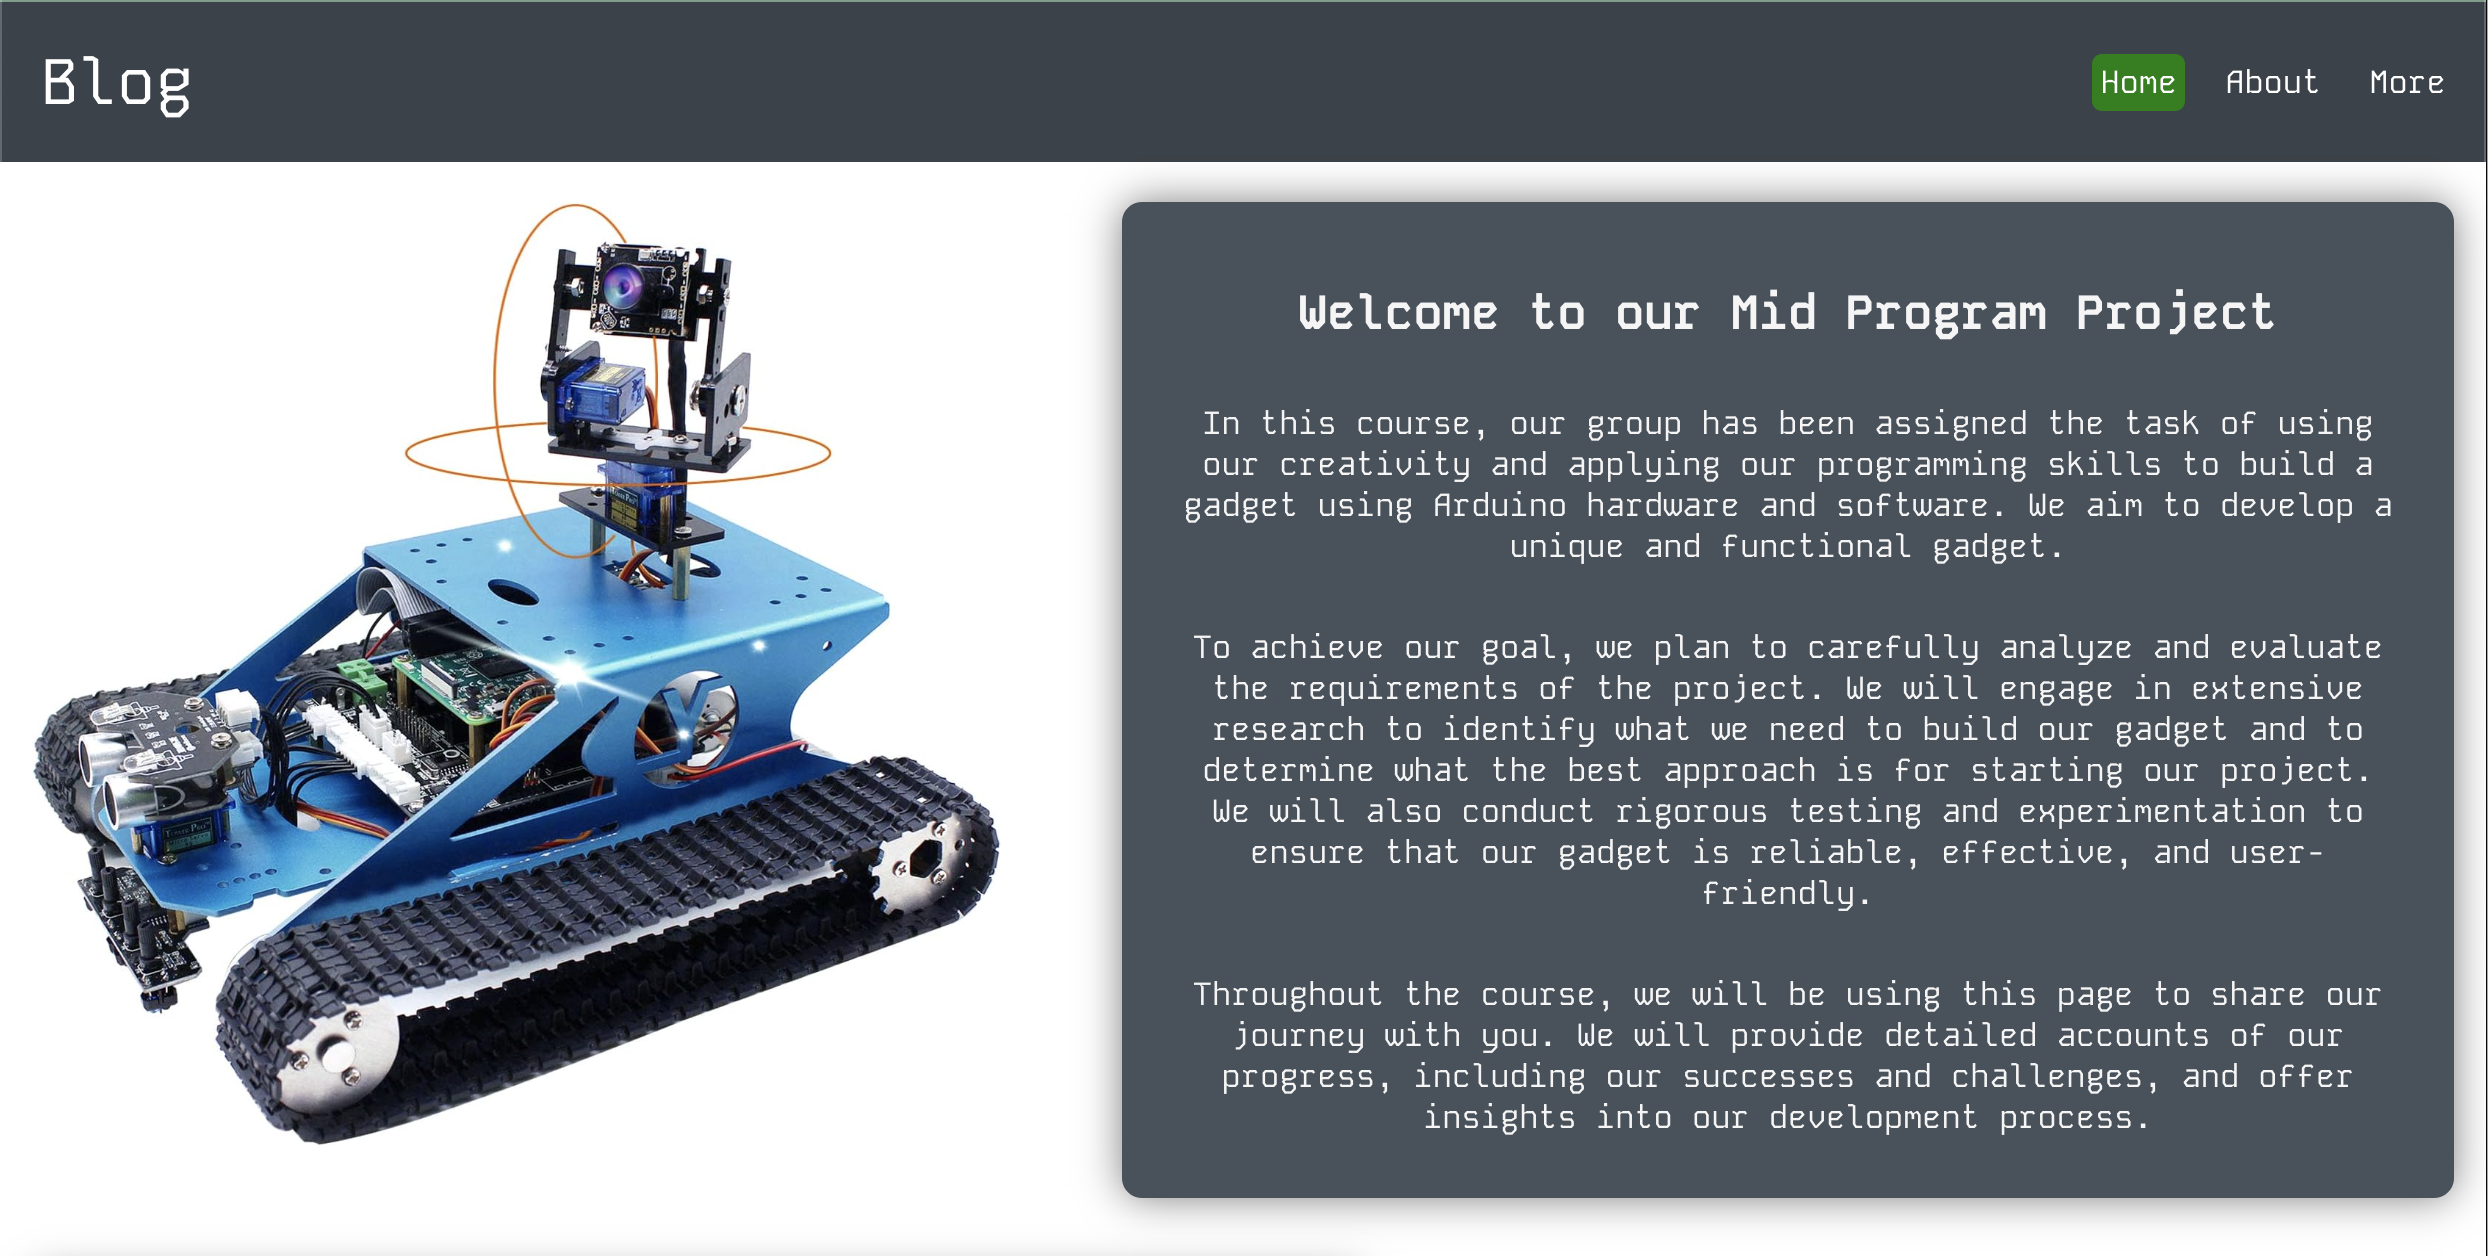 Blog
Home About More
Welcome to our Mid Program Project
In this course, our group has been assigned the task of using
our creativity and applying our programming skills to build a
gadget using Arduino hardware and software. We aim to develop a
unique and functional gadget.
To achieve our goal, we plan to carefully analyze and evaluate
the requirements of the project. We will engage in extensive
research to identify what we need to build our gadget and to
determine what the best approach is for starting our project.
We will also conduct rigorous testing and experimentation to
ensure that our gadget is reliable, effective, and user-
friendly.
Throughout the course, we will be using this page to share our
journey with you. We will provide detailed accounts of our
progress, including our successes and challenges, and offer
insights into our development process.